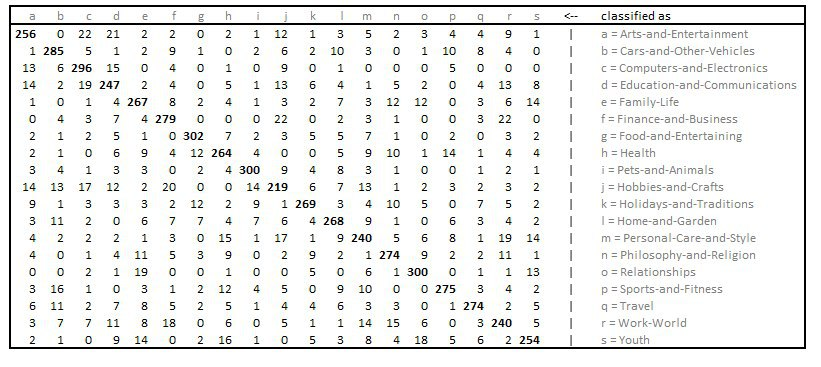 a b c d e f g h i j k l m n o p q r s <-- classified as
256 0 22 21 2 2 0 2 1 12 1 3 5 2 3 4 4 9 1 | a = Arts-and-Entertainment
1 285 5 1 2 9 1 0 2 6 2 10 3 0 1 10 8 4 0 | b = Cars-and-Other-Vehicles
13 6 296 15 0 4 0 1 0 9 0 1 0 0 0 5 0 0 0 | c = Computers-and-Electronics
14 2 19 247 2 4 0 5 1 13 6 4 1 5 2 0 4 13 8 | d = Education-and-Communications
1 0 1 4 267 8 2 4 1 3 2 7 3 12 12 0 3 6 14 | e = Family-Life
0 4 3 7 4 279 0 0 0 22 0 2 3 1 0 0 3 22 0 | f = Finance-and-Business
2 1 2 5 1 0 302 7 2 3 5 5 7 1 0 2 0 3 2 | g = Food-and-Entertaining
2 1 0 6 9 4 12 264 4 0 0 5 9 10 1 14 1 4 4 | h = Health
3 4 1 3 3 0 2 4 300 9 4 8 3 1 0 0 1 2 1 | i = Pets-and-Animals
14 13 17 12 2 20 0 0 14 219 6 7 13 1 2 3 2 3 2 | j = Hobbies-and-Crafts
9 1 3 3 3 2 12 2 9 1 269 3 4 10 5 0 7 5 2 | k = Holidays-and-Traditions
3 11 2 0 6 7 7 4 7 6 4 268 9 1 0 6 3 4 2 | l = Home-and-Garden
4 2 2 2 1 3 0 15 1 17 1 9 240 5 6 8 1 19 14 | m = Personal-Care-and-Style
4 0 1 4 11 5 3 9 0 2 9 2 1 274 9 2 2 11 1 | n = Philosophy-and-Religion
0 0 2 1 19 0 0 1 0 0 5 0 6 1 300 0 1 1 13 | o = Relationships
3 16 1 0 3 1 2 12 4 5 0 9 10 0 0 275 3 4 2 | p = Sports-and-Fitness
6 11 2 7 8 5 2 5 1 4 4 6 3 3 0 1 274 2 5 | q = Travel
3 7 7 11 8 18 0 6 0 5 1 1 14 15 6 0 3 240 5 | r = Work-World
2 1 0 9 14 0 2 16 1 0 5 3 8 4 18 5 6 2 254 | s = Youth